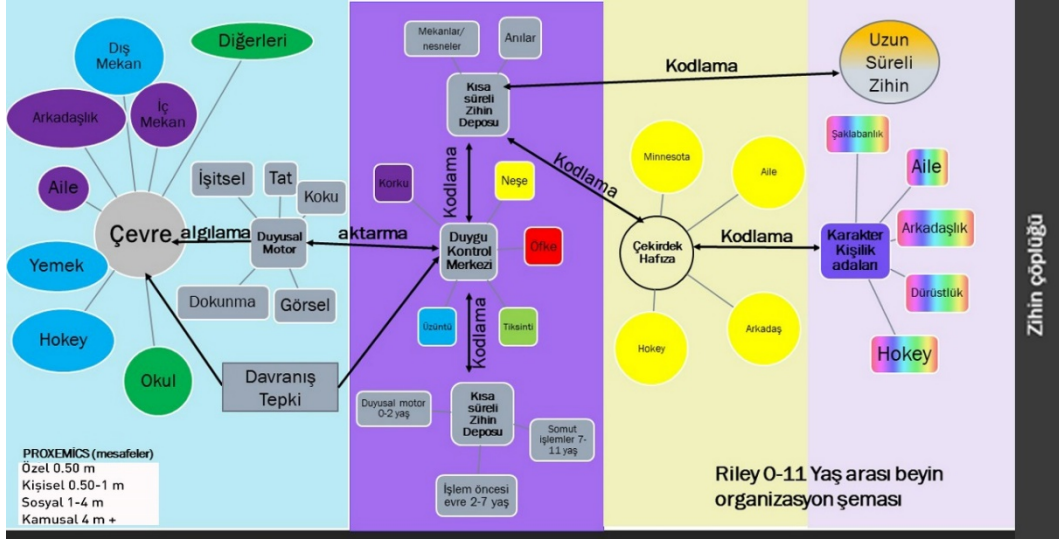 Dış
Mekan
Diğerleri
Arkadaşlık
İç
Mekan
Aile
Çevre
Yemek
Hokey
Okul
algılama
İşitsel
Tat
Koku
Duyusal
Motor
Dokunma
Görsel
aktarma
Davranış
Tepki
PROXEMICS (mesafeler)
Özel 0.50 m
Kişisel 0.50-1 m
Sosyal 1-4 m
Kamusal 4 m +
Mekanlar/
nesneler
Anılar
Kısa
süreli
Zihin
Deposu
Kodlama
Korku
Neşe
Duygu
Kontrol
Merkezi
Öfke
Üzüntü
Tiksinti
Kodlama
Kısa
süreli
Zihin
Deposu
Duyusal motor
0-2 yaş
Somut
işlemler 7-
11 yaş
İşlem öncesi
evre 2-7 yaş
Kodlama
Kodlama
Minnesota
Aile
Çekirdek
Hafıza
Hokey
Arkadaş
Kodlama
Uzun
Süreli
Zihin
Şaklabanlık
Aile
Arkadaşlık
Karakter
Kişilik
adaları
Dürüstlük
Hokey
Riley 0-11 Yaş arası beyin
organizasyon şeması
Zihin çöplüğü